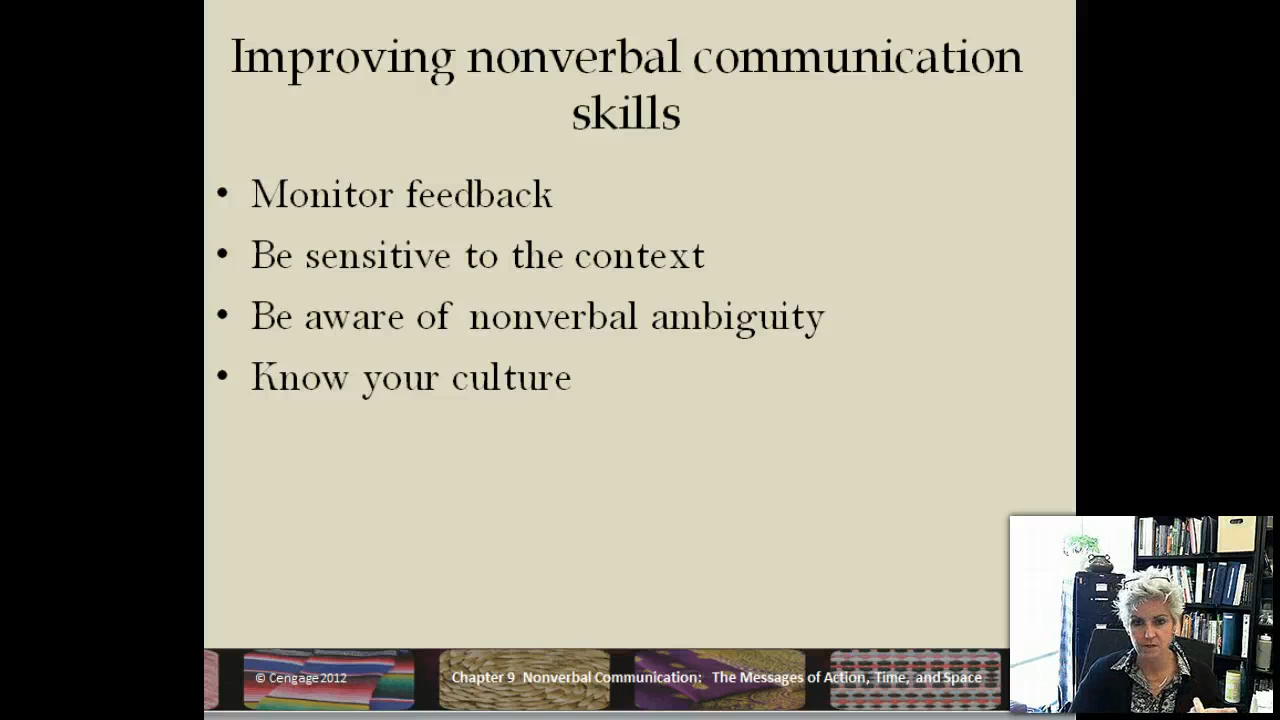 Improving nonverbal communication
skills
• Monitor feedback
• Be sensitive to the context
• Be aware of nonverbal ambiguity
• Know your culture
© Cengage 2012
Chapter 9 Nonverbal Communication: The Messages of Action, Time, and Space